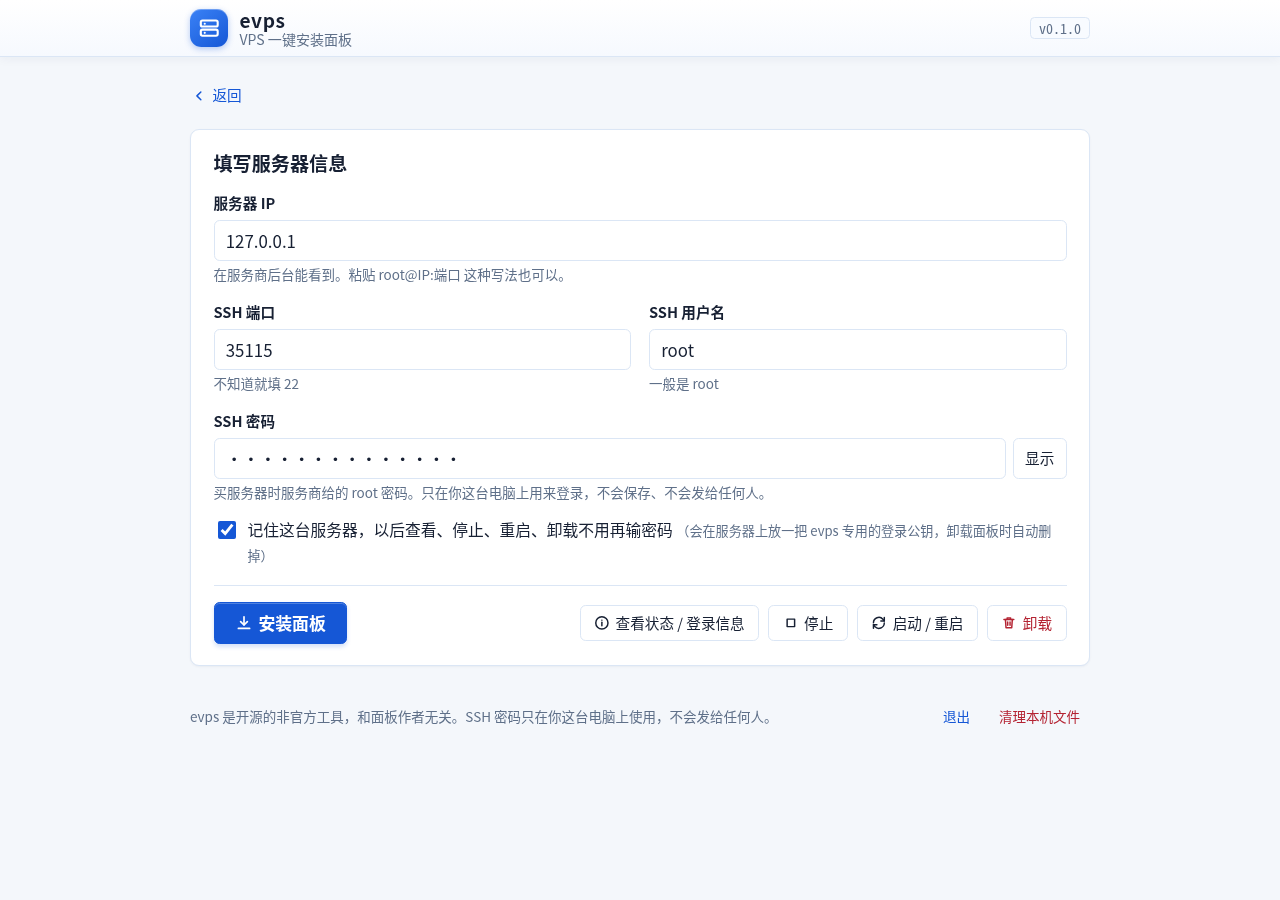 evps
VPS 一键安装面板
v0.1.0
返回
填写服务器信息
服务器 IP
127.0.0.1
在服务商后台能看到。粘贴 root@IP:端口 这种写法也可以。
SSH 端口
SSH 用户名
35115
root
不知道就填 22
一般是 root
SSH 密码
••••••••••••••
显示
买服务器时服务商给的 root 密码。只在你这台电脑上用来登录，不会保存、不会发给任何人。
记住这台服务器，以后查看、停止、重启、卸载不用再输密码 （会在服务器上放一把 evps 专用的登录公钥，卸载面板时自动删
掉）
安装面板
查看状态 / 登录信息
停止
启动 / 重启
卸载
evps 是开源的非官方工具，和面板作者无关。SSH 密码只在你这台电脑上使用，不会发给任何人。
退出
清理本机文件